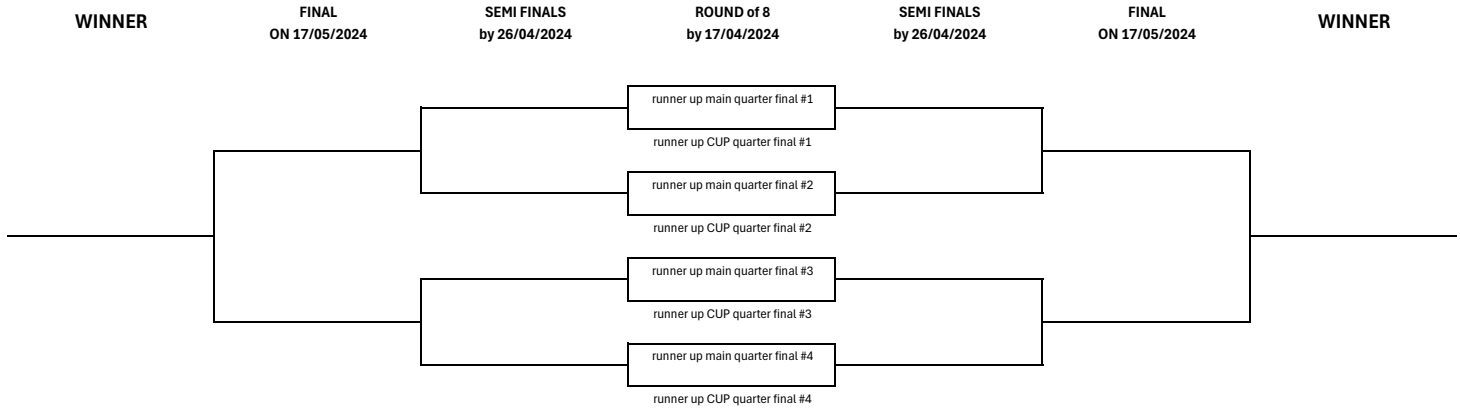 WINNER
FINAL
ON 17/05/2024
SEMI FINALS
by 26/04/2024
ROUND of 8
by 17/04/2024
SEMI FINALS
by 26/04/2024
FINAL
ON 17/05/2024
WINNER
runner up main quarter final #1
runner up CUP quarter final #1
runner up main quarter final #2
runner up CUP quarter final #2
runner up main quarter final #3
runner up CUP quarter final #3
runner up main quarter final #4
runner up CUP quarter final #4